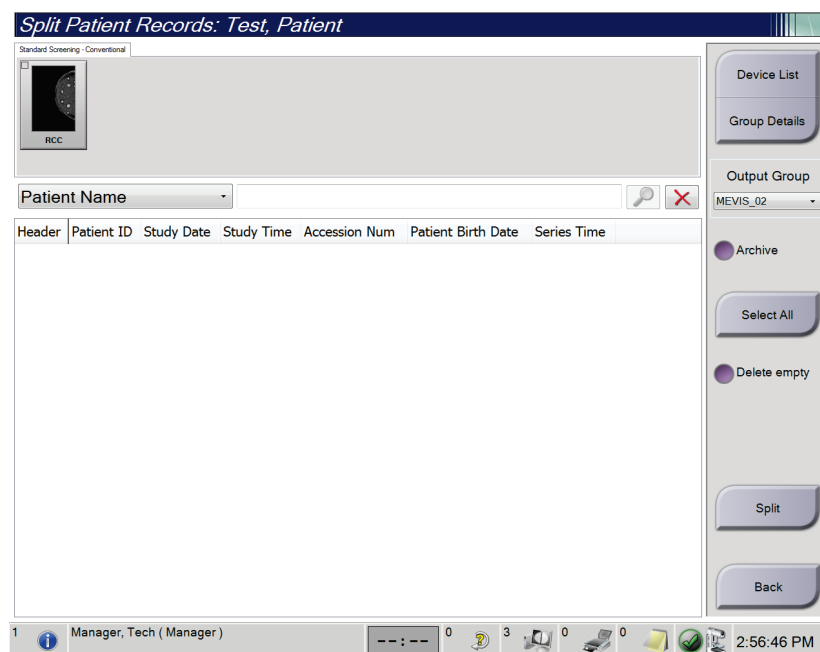 Split Patient Records: Test, Patient
Standard Screening - Conventional
RCC
Patient Name
Header Patient ID Study Date Study Time Accession Num Patient Birth Date Series Time
Device List
Group Details
Output Group
MEVIS_02
Archive
Select All
Delete empty
Split
Back
1 Manager, Tech ( Manager ) --:-- 0 3 0 0 2:56:46 PM